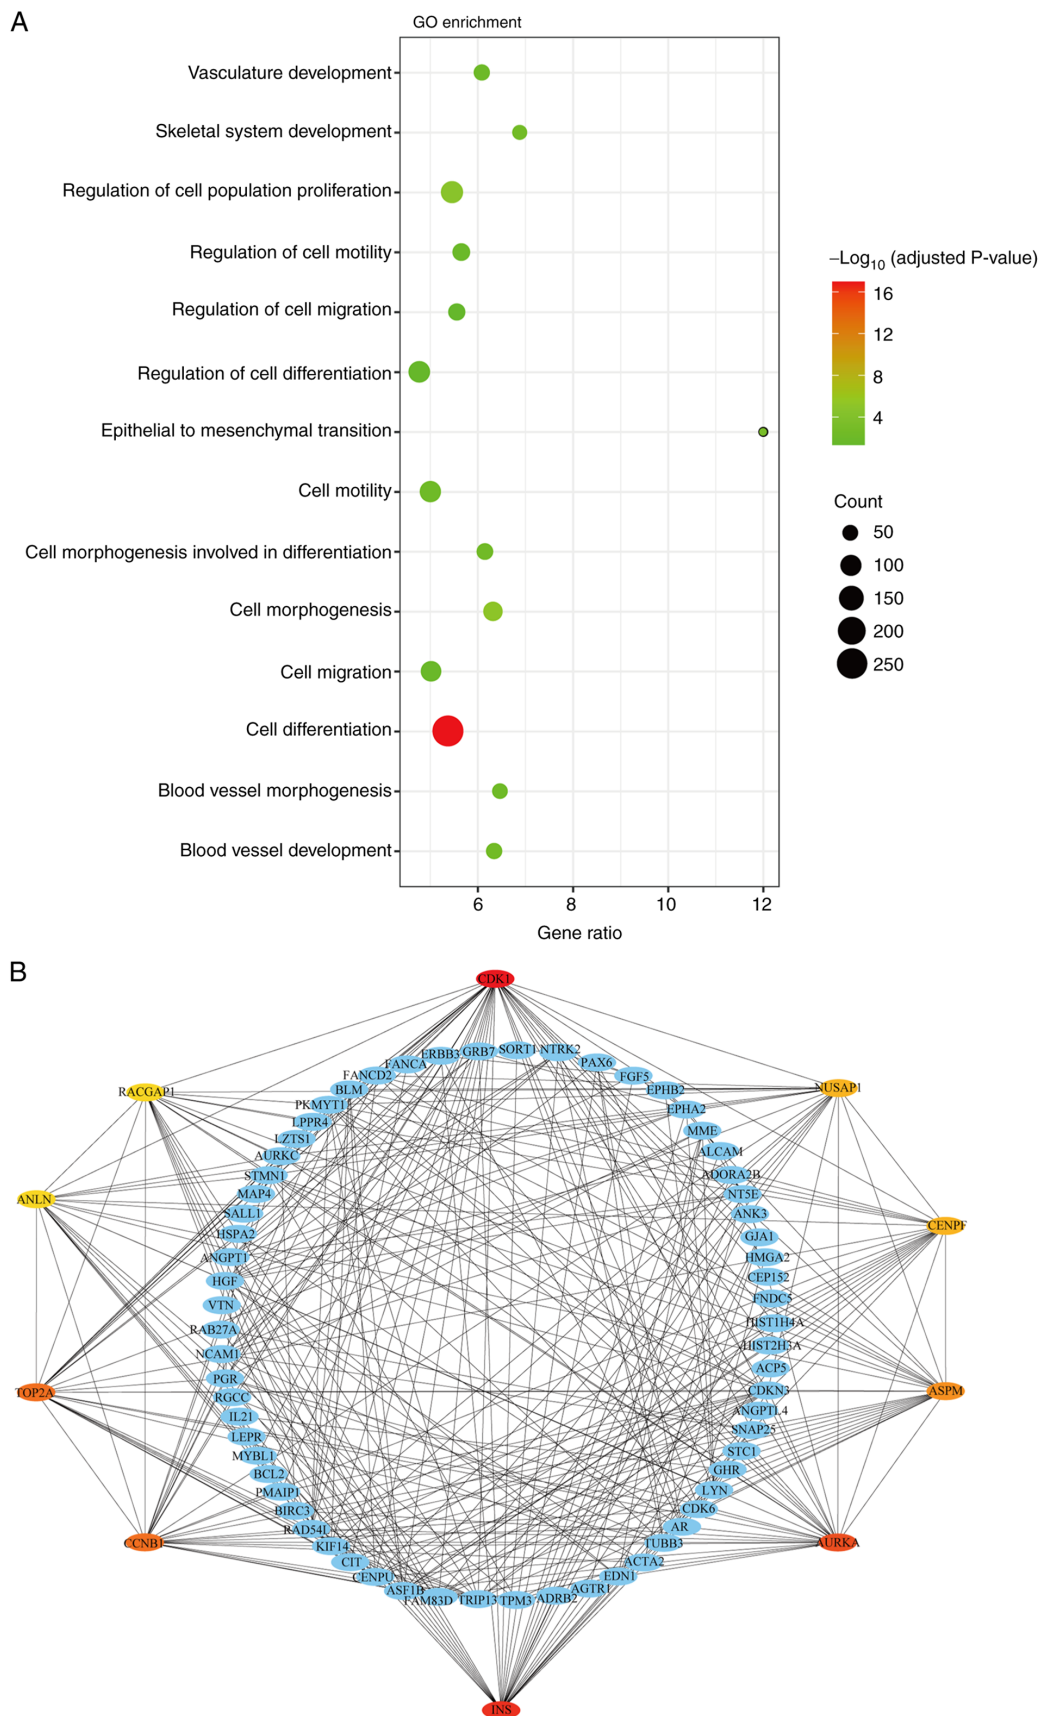 A
GO enrichment
Vasculature development
Skeletal system development
Regulation of cell population proliferation
Regulation of cell motility
Regulation of cell migration
Regulation of cell differentiation
Epithelial to mesenchymal transition
Cell motility
Cell morphogenesis involved in differentiation
Cell morphogenesis
Cell migration
Cell differentiation
Blood vessel morphogenesis
Blood vessel development
6 8 10 12
Gene ratio
–Log10 (adjusted P-value)
16
12
8
4
Count
50
100
150
200
250
B
CDK1
RACGAP1
ANLN
TOP2A
CCNB1
INS
AURKA
ASPM
CENPF
NUSAP1
SORT1
NTRK2
PAX6
FGF5
EPHB2
EPHA2
MME
ALCAM
ADORA2B
NT5E
ANK3
GJA1
HMGA2
CEP152
FNDC5
HIST1H4A
HIST2H3A
ACP5
CDKN3
ANGPTL4
SNAP25
STC1
GHR
LYN
CDK6
AR
TUBB3
ACTA2
EDN1
AGTR1
ADRB2
TPM3
TRIP13
FAM83D
ASF1B
CENPU
CIT
KIF14
RAD54L
BIRC3
PMAIP1
BCL2
MYBL1
LEPR
IL21
RGCC
PGR
NCAM1
RAB27A
VTN
HGF
ANGPT1
HSPA2
SALL1
MAP4
STMN1
AURKC
LZTS1
LPPR4
PKMYT1
BLM
FANCD2
FANCA
ERBB3
GRB7